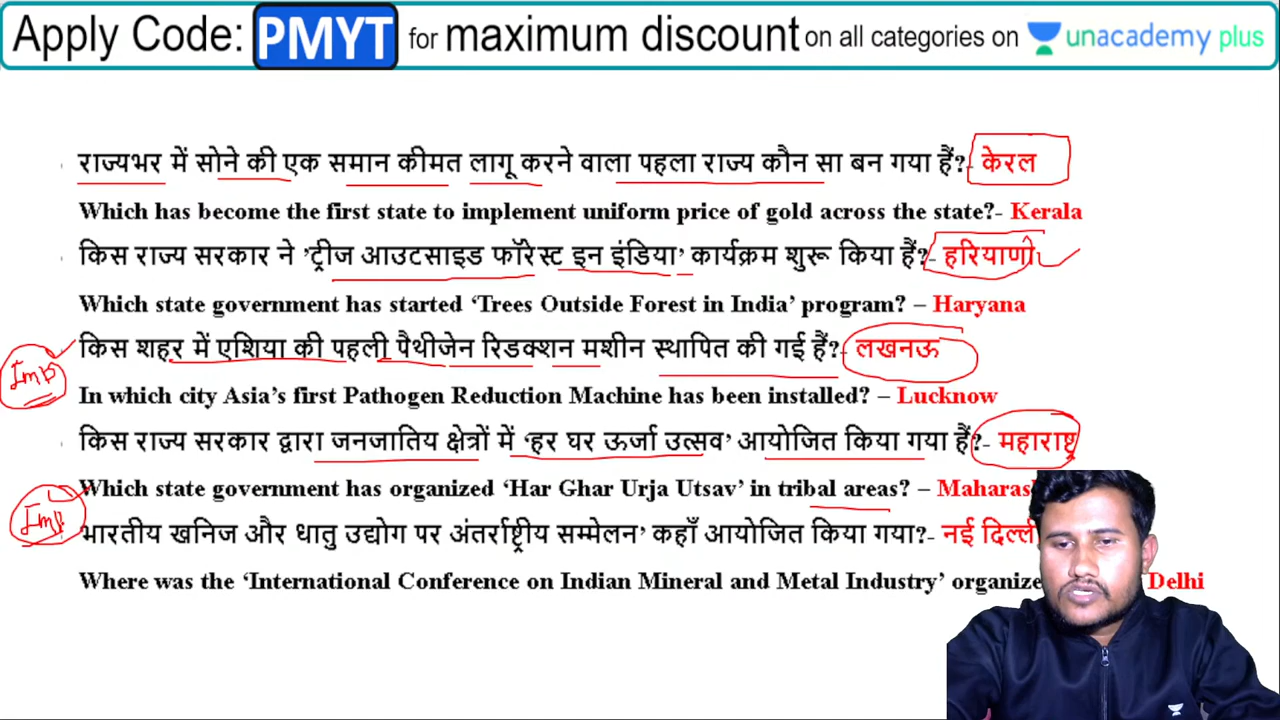 Apply Code: PMYT for maximum discount on all categories on unacademy plus
राज्यभर में सोने की एक समान कीमत लागू करने वाला पहला राज्य कौन सा बन गया हैं?- केरल
Which has become the first state to implement uniform price of gold across the state?- Kerala
किस राज्य सरकार ने 'ट्रीज आउटसाइड फॉरेस्ट इन इंडिया' कार्यक्रम शुरू किया हैं?- हरियाणा
Which state government has started ‘Trees Outside Forest in India’ program? – Haryana
Imp किस शहर में एशिया की पहली पैथीजेन रिडक्शन मशीन स्थापित की गई हैं?- लखनऊ
In which city Asia’s first Pathogen Reduction Machine has been installed? – Lucknow
किस राज्य सरकार द्वारा जनजातिय क्षेत्रों में ‘हर घर ऊर्जा उत्सव’ आयोजित किया गया हैं?- महाराष्ट्र
Which state government has organized ‘Har Ghar Urja Utsav’ in tribal areas? –
Imp भारतीय खनिज और धातु उद्योग पर अंतर्राष्ट्रीय सम्मेलन’ कहाँ आयोजित किया गया?- नई दिल्ली
Where was the ‘International Conference on Indian Mineral and Metal Industry’ Delhi